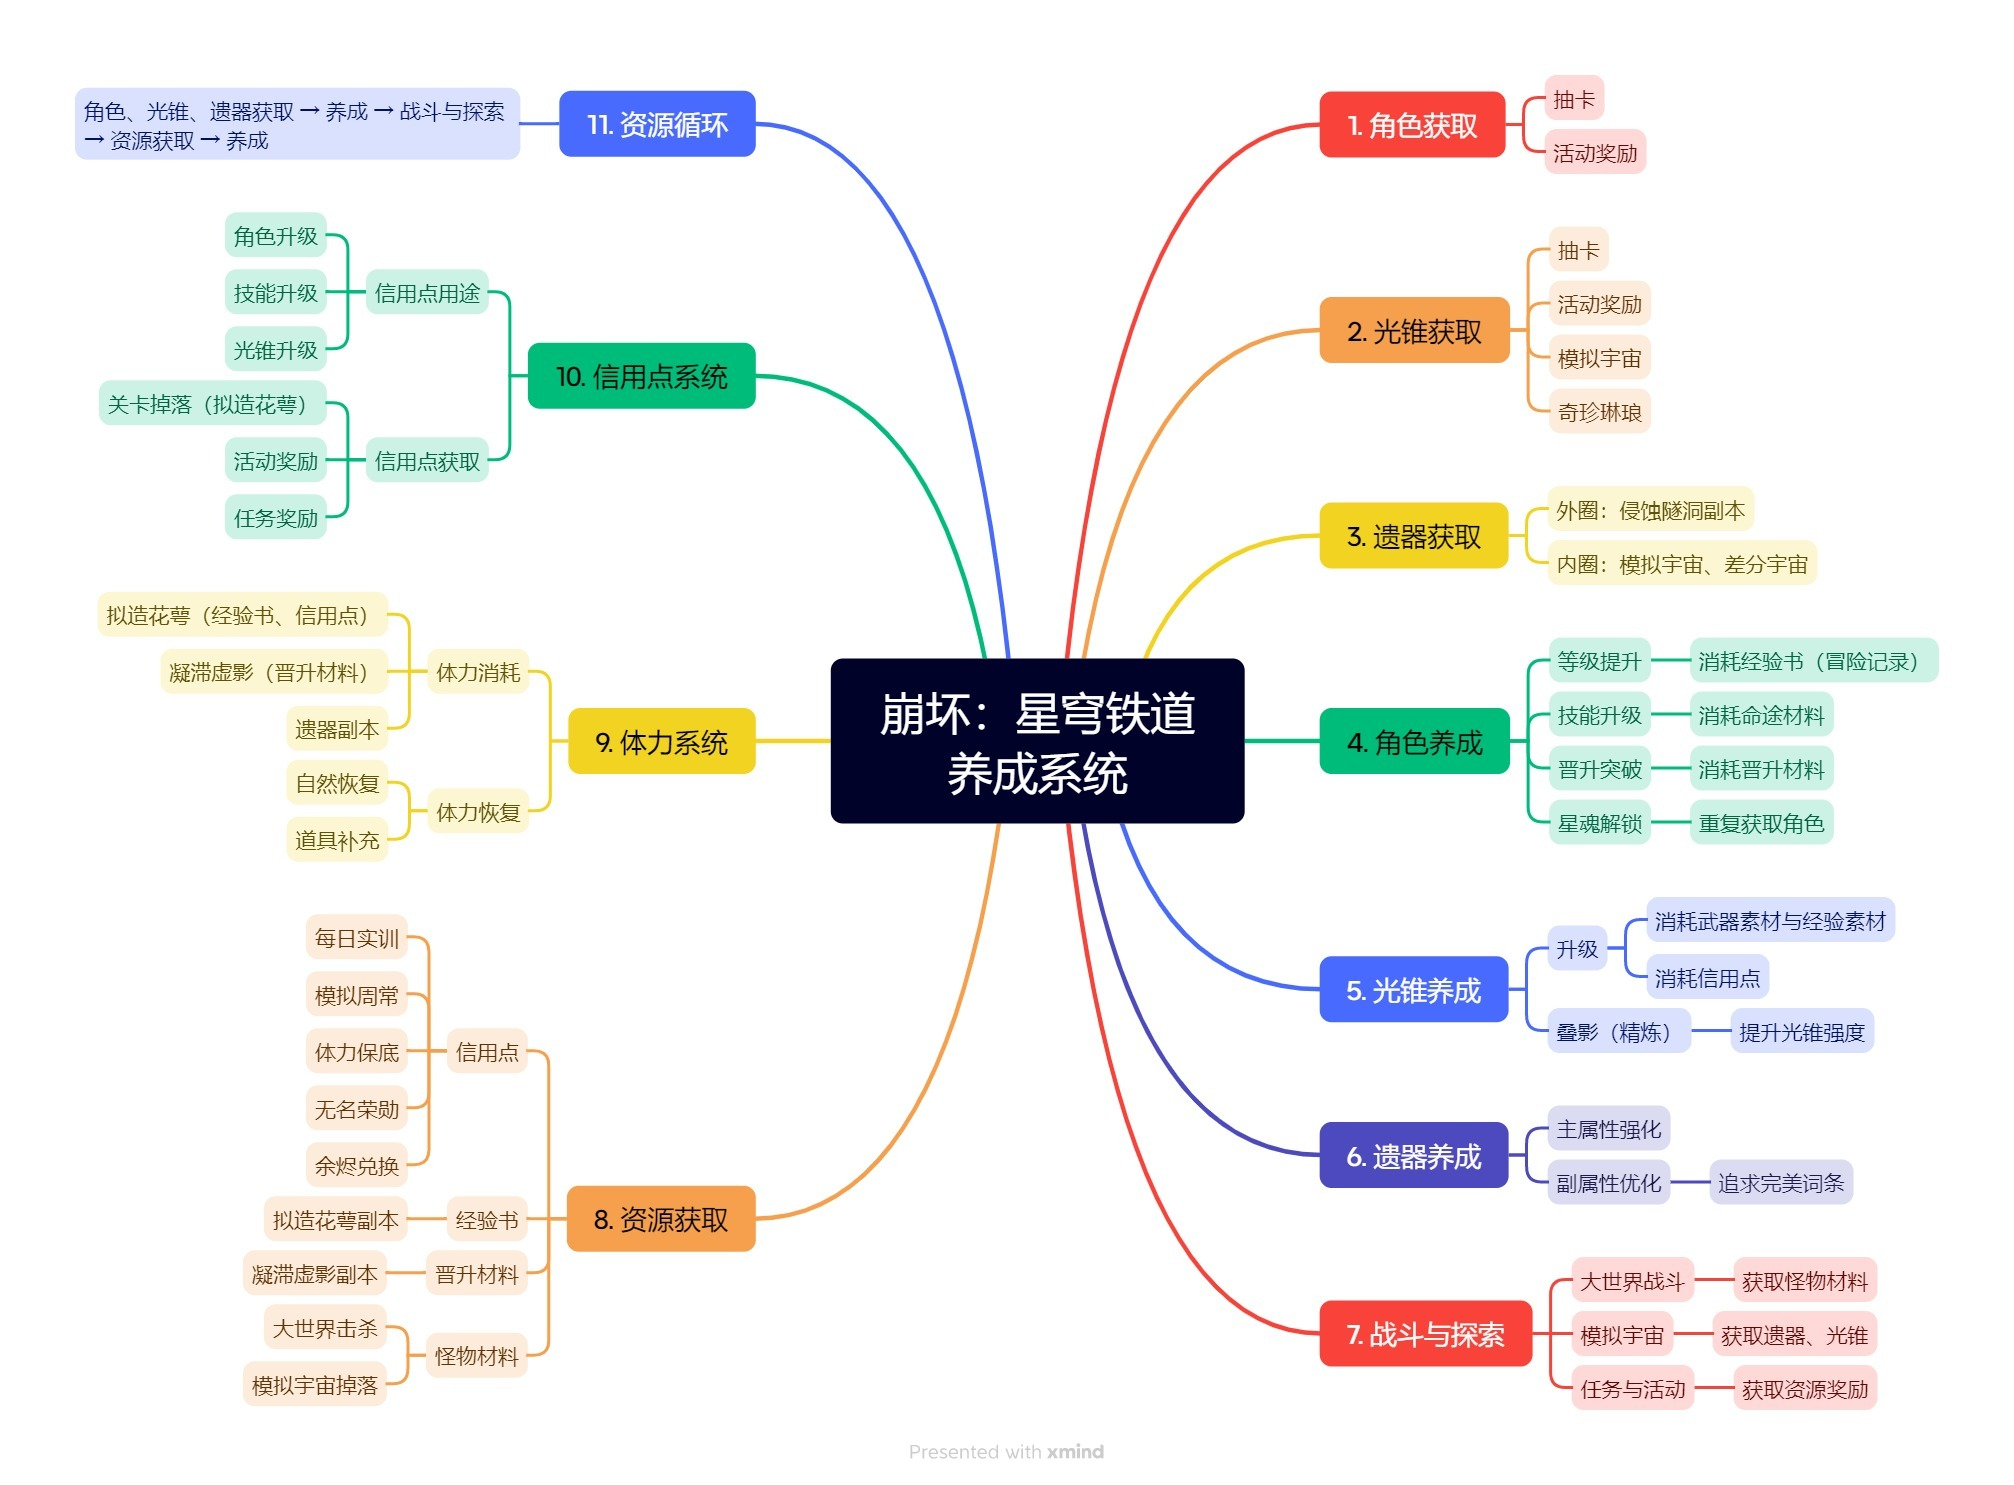 崩坏：星穹铁道
养成系统
1. 角色获取
抽卡
活动奖励
2. 光锥获取
抽卡
活动奖励
模拟宇宙
奇珍琳琅
3. 遗器获取
外圈：侵蚀隧洞副本
内圈：模拟宇宙、差分宇宙
4. 角色养成
等级提升
消耗经验书（冒险记录）
技能升级
消耗命途材料
晋升突破
消耗晋升材料
星魂解锁
重复获取角色
5. 光锥养成
升级
消耗武器素材与经验素材
消耗信用点
叠影（精炼）
提升光锥强度
6. 遗器养成
主属性强化
副属性优化
追求完美词条
7. 战斗与探索
大世界战斗
获取怪物材料
模拟宇宙
获取遗器、光锥
任务与活动
获取资源奖励
8. 资源获取
信用点
每日实训
模拟周常
体力保底
无名荣勋
余烬兑换
经验书
拟造花萼副本
晋升材料
凝滞虚影副本
怪物材料
大世界击杀
模拟宇宙掉落
9. 体力系统
体力消耗
拟造花萼（经验书、信用点）
凝滞虚影（晋升材料）
遗器副本
体力恢复
自然恢复
道具补充
10. 信用点系统
信用点用途
角色升级
技能升级
光锥升级
信用点获取
关卡掉落（拟造花萼）
活动奖励
任务奖励
11. 资源循环
角色、光锥、遗器获取 → 养成 → 战斗与探索
→ 资源获取 → 养成
Presented with xmind